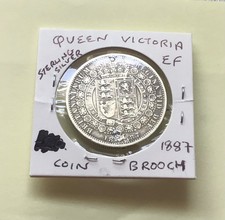 QUEEN VICTORIA
STERLING SILVER
EF
1887
COIN BROOCH